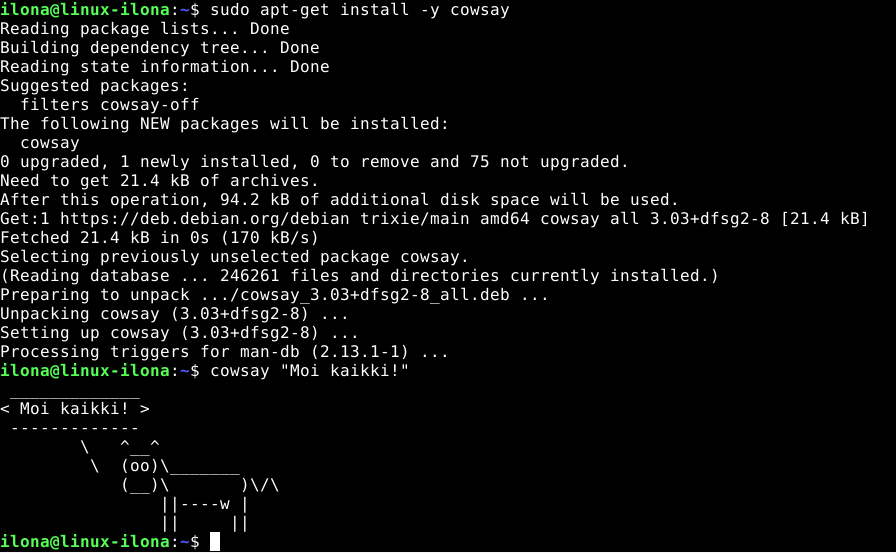 ilona@linux-ilona:~$ sudo apt-get install -y cowsay
Reading package lists... Done
Building dependency tree... Done
Reading state information... Done
Suggested packages:
  filters cowsay-off
The following NEW packages will be installed:
  cowsay
0 upgraded, 1 newly installed, 0 to remove and 75 not upgraded.
Need to get 21.4 kB of archives.
After this operation, 94.2 kB of additional disk space will be used.
Get:1 https://deb.debian.org/debian trixie/main amd64 cowsay all 3.03+dfsg2-8 [21.4 kB]
Fetched 21.4 kB in 0s (170 kB/s)
Selecting previously unselected package cowsay.
(Reading database ... 246261 files and directories currently installed.)
Preparing to unpack .../cowsay_3.03+dfsg2-8_all.deb ...
Unpacking cowsay (3.03+dfsg2-8) ...
Setting up cowsay (3.03+dfsg2-8) ...
Processing triggers for man-db (2.13.1-1) ...
ilona@linux-ilona:~$ cowsay "Moi kaikki!"
 _____________
< Moi kaikki! >
 -------------
        \   ^__^
         \  (oo)\_______
            (__)\       )\/\
                ||----w |
                ||     ||
ilona@linux-ilona:~$